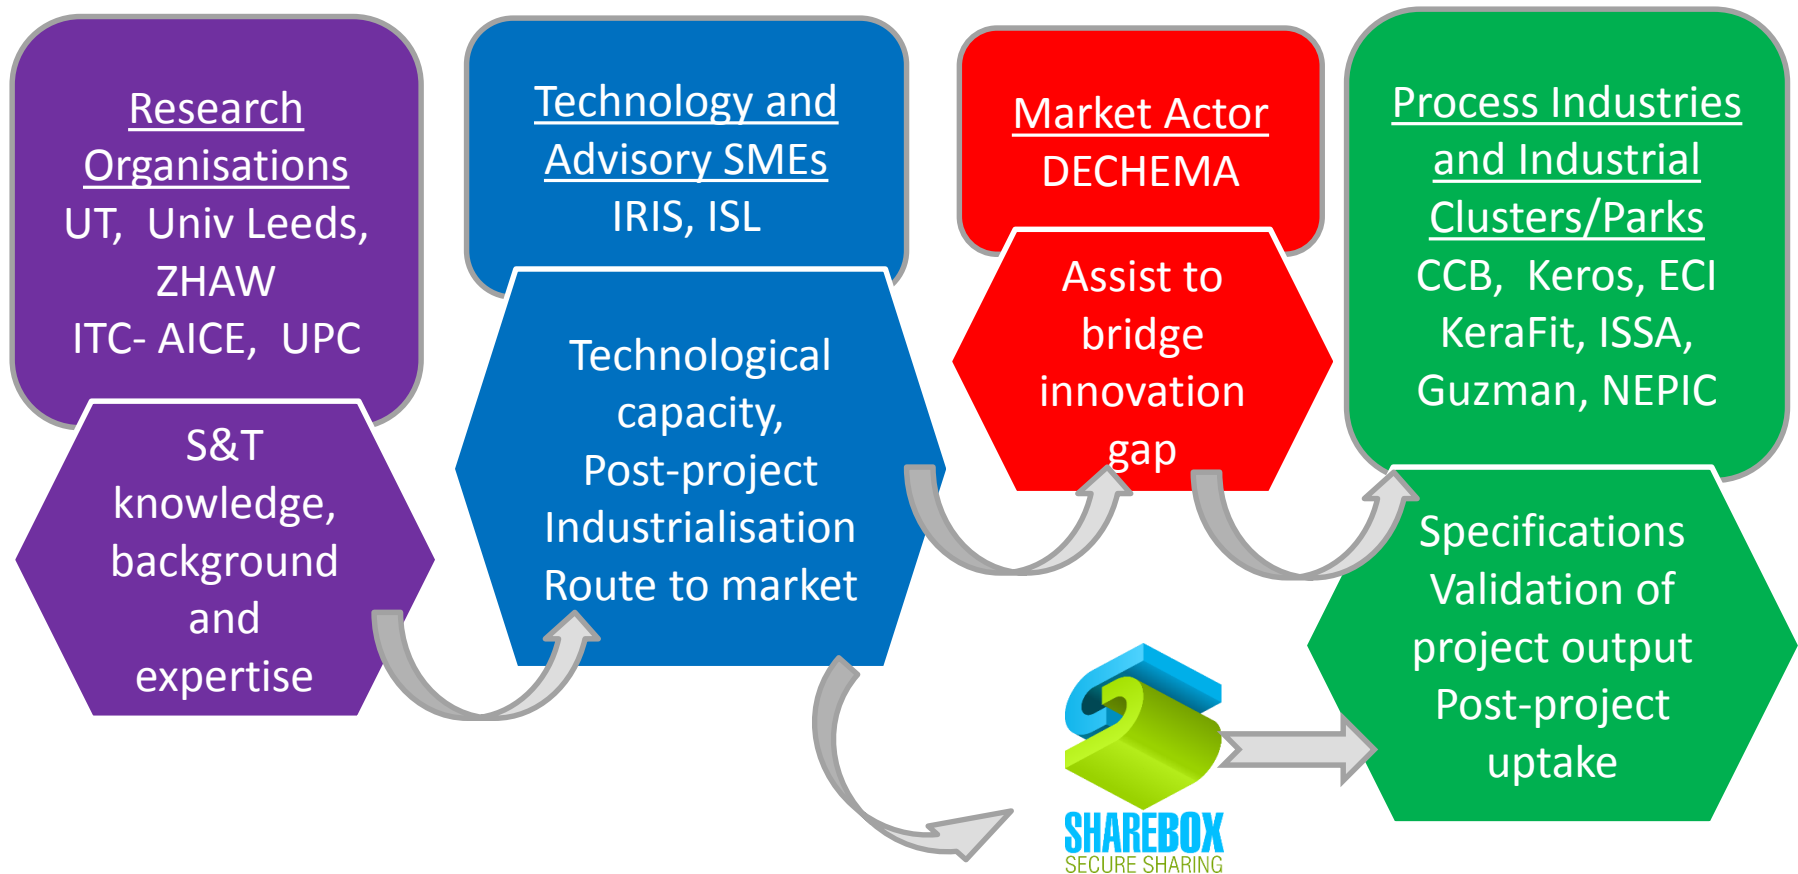 Research
Organisations
UT, Univ Leeds,
ZHAW
ITC- AICE, UPC
S&T
knowledge,
background
and
expertise
Technology and
Advisory SMEs
IRIS, ISL
Technological
capacity,
Post-project
Industrialisation
Route to market
Market Actor
DECHEMA
Assist to
bridge
innovation
gap
Process Industries
and Industrial
Clusters/Parks
CCB, Keros, ECI
KeraFit, ISSA,
Guzman, NEPIC
Specifications
Validation of
project output
Post-project
uptake
SHAREBOX
SECURE SHARING